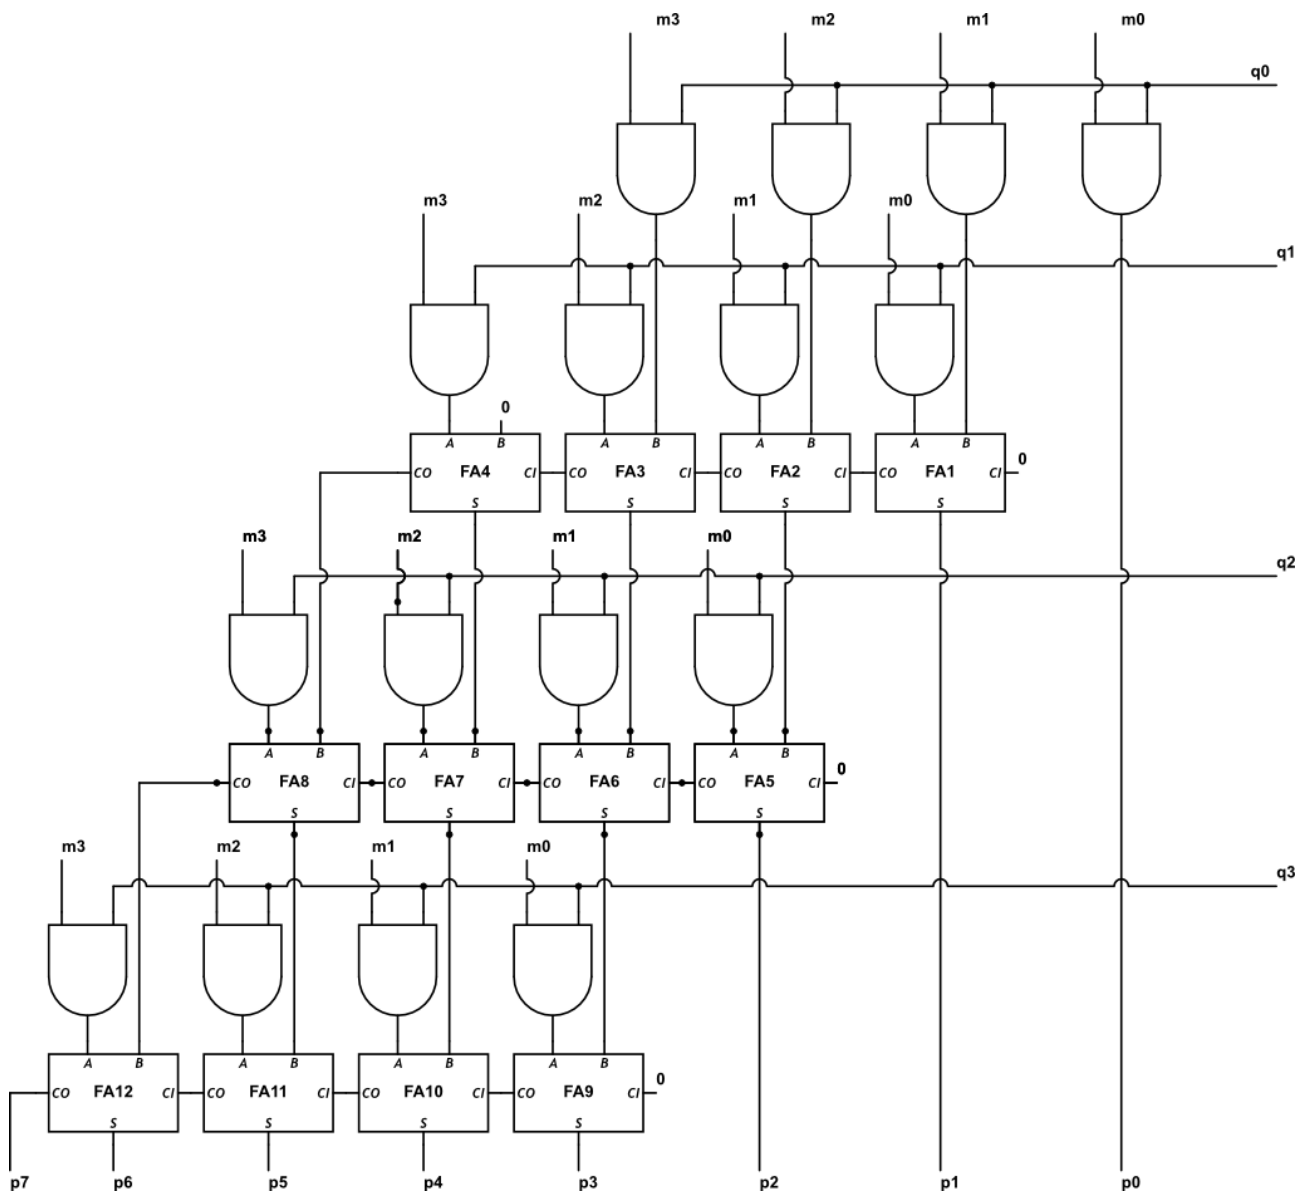 m3 m2 m1 m0
q0
m3 m2 m1 m0
q1
0
A B A B A B A B
0
CO FA4 CI CO FA3 CI CO FA2 CI CO FA1 CI
S S S S
m3 m2 m1 m0
q2
A B A B A B A B
0
CO FA8 CI CO FA7 CI CO FA6 CI CO FA5 CI
S S S S
m3 m2 m1 m0
q3
A B A B A B A B
0
CO FA12 CI CO FA11 CI CO FA10 CI CO FA9 CI
S S S S
p7 p6 p5 p4 p3 p2 p1 p0